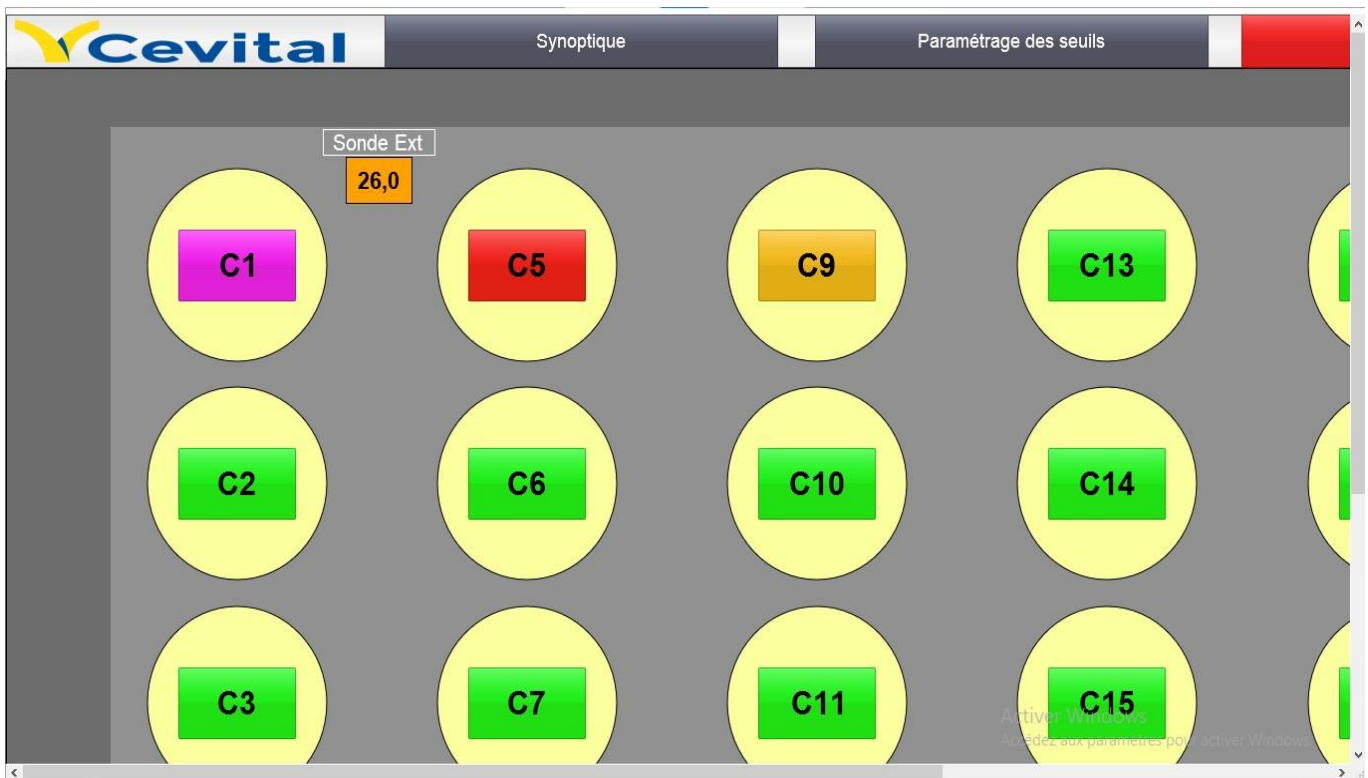 Cevital
Synoptique
Paramétrage des seuils
Sonde Ext
26,0
C1
C5
C9
C13
C2
C6
C10
C14
C3
C7
C11
C15
Activer Windows
Accédez aux paramètres pour activer Windows.